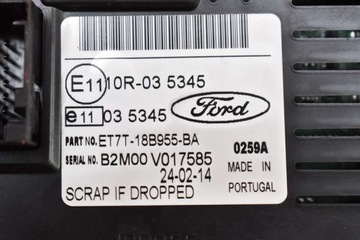 E11 10R-03 5345
e11 03 5345
Ford
PART NO. ET7T-18B955-BA
SERIAL NO. B2M00 V017585
0259A
24-02-14
MADE IN
PORTUGAL
SCRAP IF DROPPED